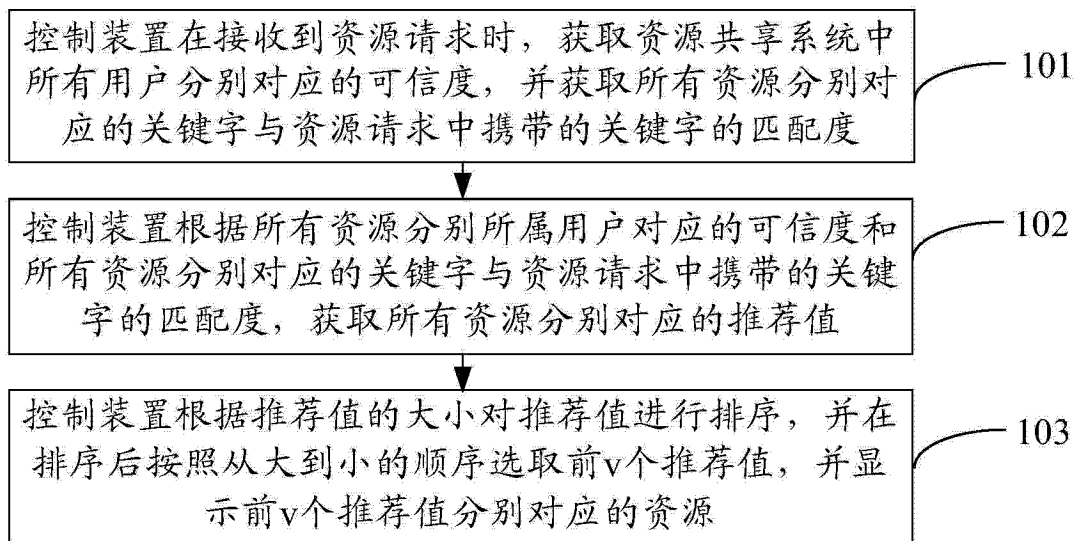 控制装置在接收到资源请求时，获取资源共享系统中
所有用户分别对应的可信度，并获取所有资源分别对
应的关键字与资源请求中携带的关键字的匹配度
101
控制装置根据所有资源分别所属用户对应的可信度和
所有资源分别对应的关键字与资源请求中携带的关键
字的匹配度，获取所有资源分别对应的推荐值
102
控制装置根据推荐值的大小对推荐值进行排序，并在
排序后按照从大到小的顺序选取前v个推荐值，并显
示前v个推荐值分别对应的资源
103